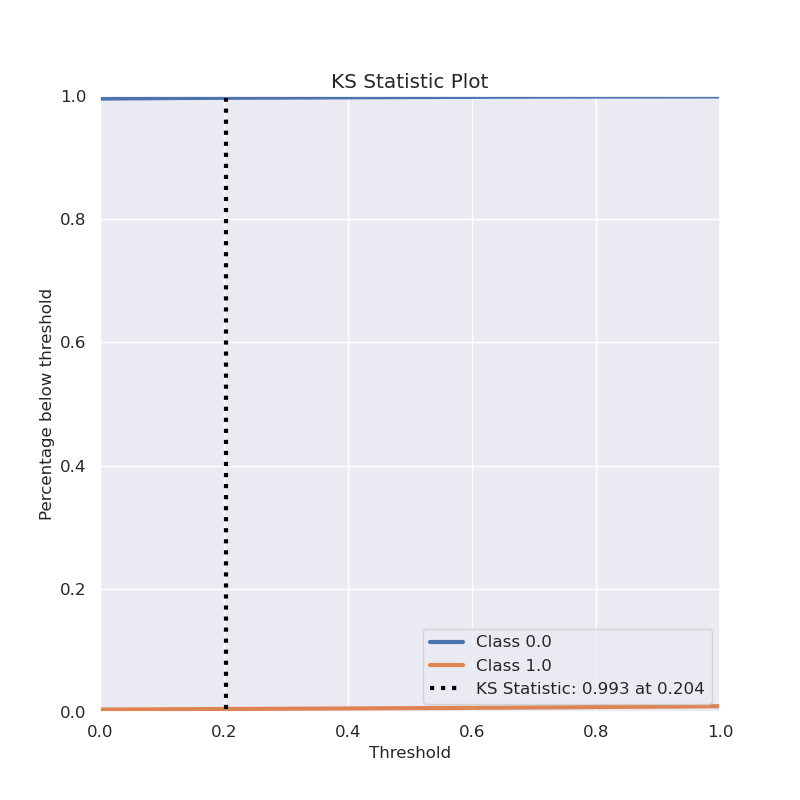 KS Statistic Plot
1.0
0.8
0.6
0.4
0.2
0.0
Percentage below threshold
Class 0.0
Class 1.0
KS Statistic: 0.993 at 0.204
0.0 0.2 0.4 0.6 0.8 1.0
Threshold